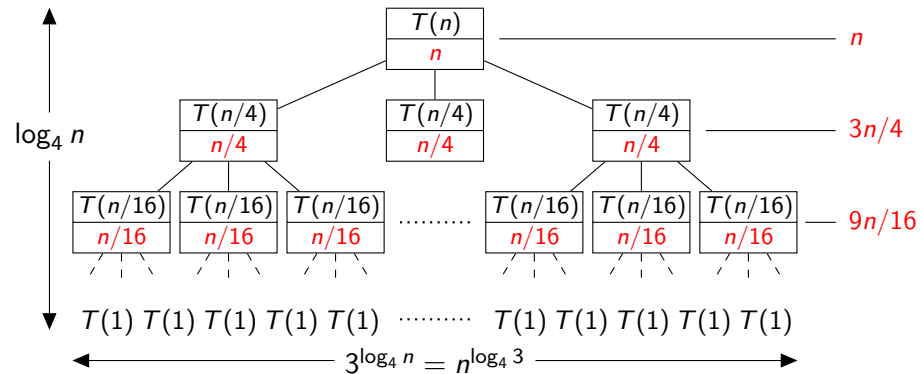 T(n)
n
n
T(n/4) T(n/4) T(n/4)
n/4 n/4 n/4
3n/4
log₄ n
T(n/16) T(n/16) T(n/16) ·········· T(n/16) T(n/16) T(n/16)
n/16 n/16 n/16 n/16 n/16 n/16
9n/16
T(1) T(1) T(1) T(1) T(1) ·········· T(1) T(1) T(1) T(1) T(1)
3^{log₄ n} = n^{log₄ 3}